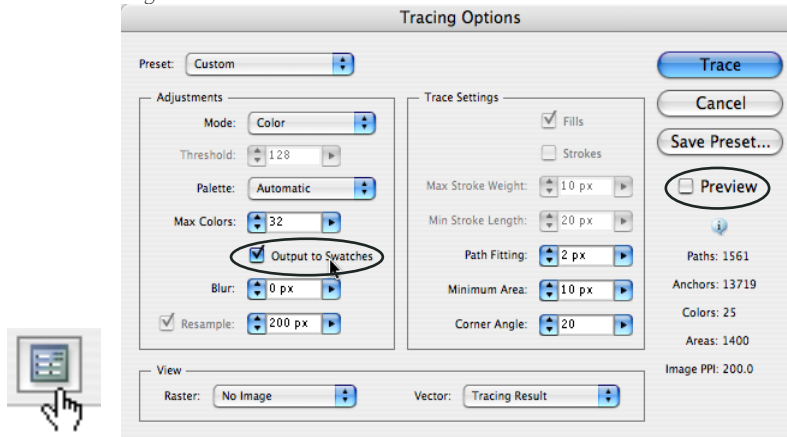 Tracing Options
Preset: Custom
Trace
Cancel
Save Preset...
Preview
Adjustments
Mode: Color
Threshold: 128
Palette: Automatic
Max Colors: 32
Output to Swatches
Blur: 0 px
Resample: 200 px
Trace Settings
Fills
Strokes
Max Stroke Weight: 10 px
Min Stroke Length: 20 px
Path Fitting: 2 px
Minimum Area: 10 px
Corner Angle: 20
Paths: 1561
Anchors: 13719
Colors: 25
Areas: 1400
Image PPI: 200.0
View
Raster: No Image
Vector: Tracing Result